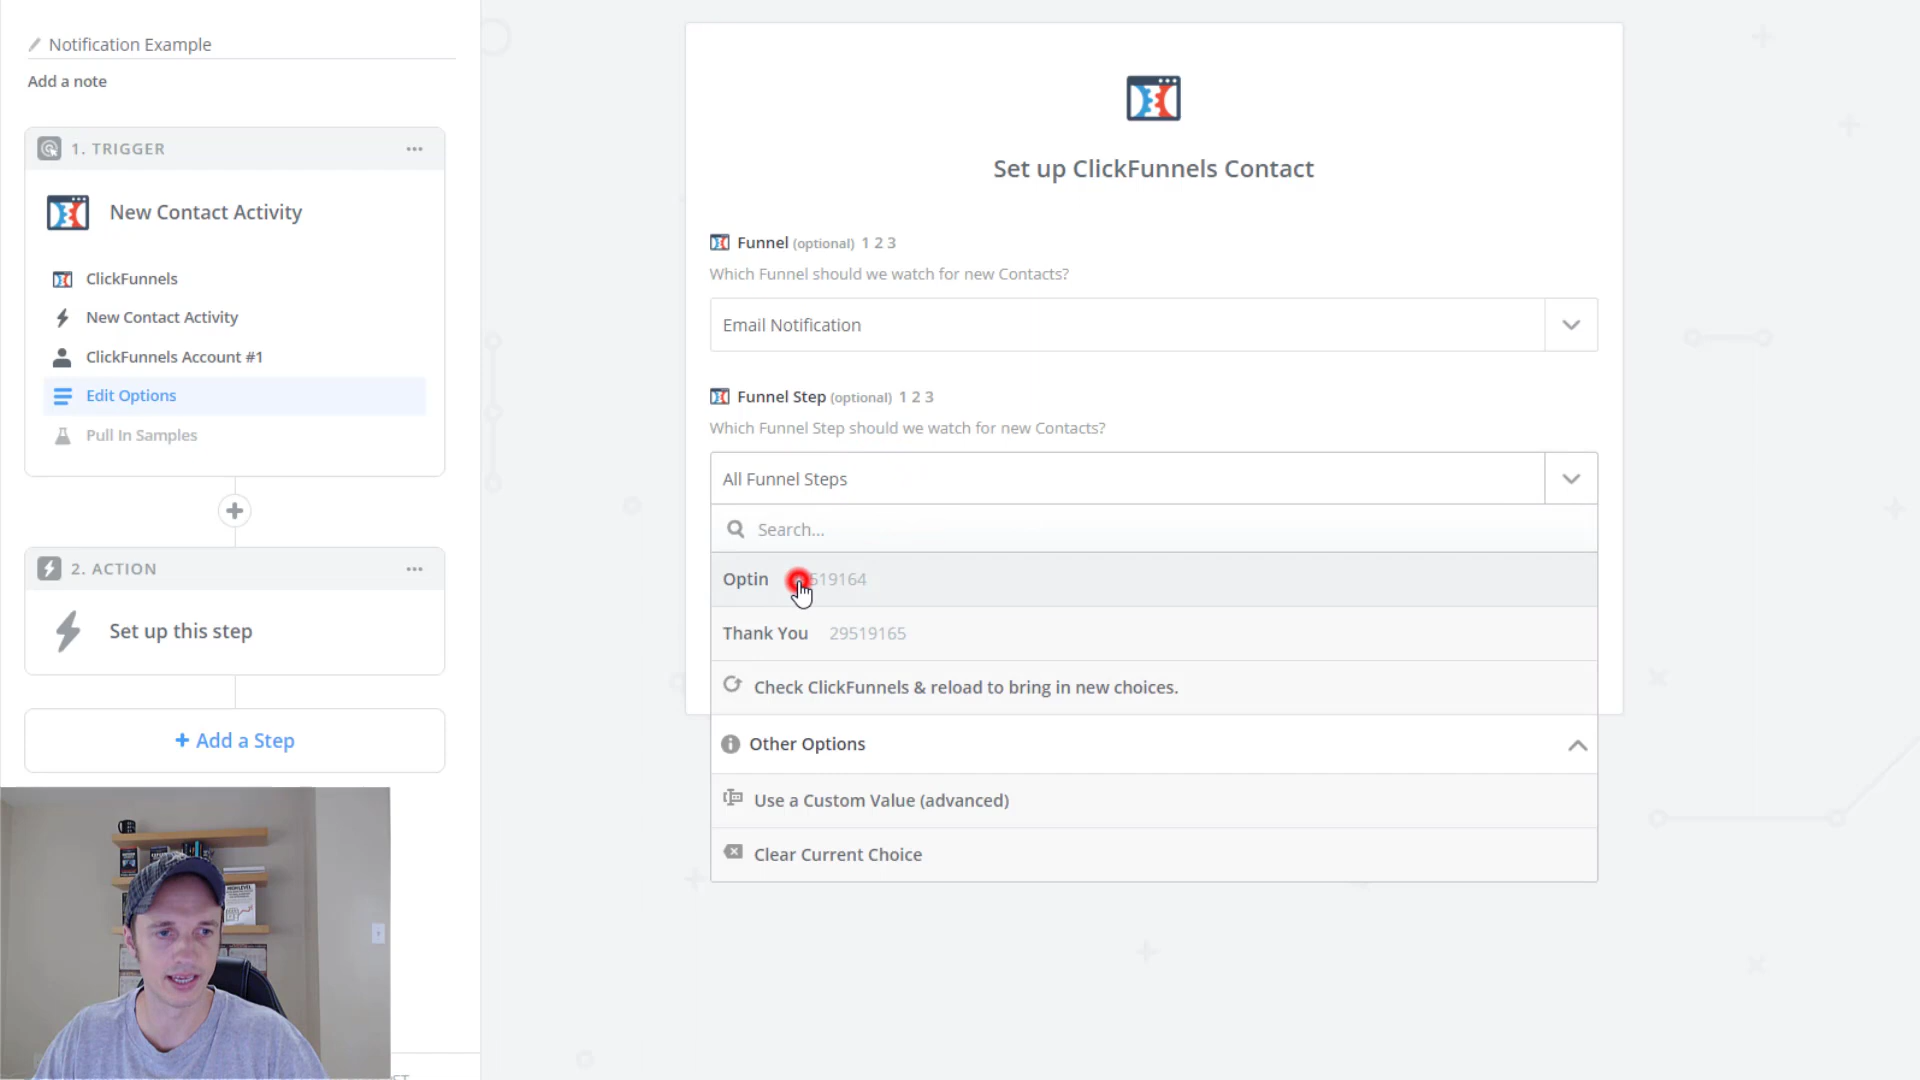 Notification Example
Add a note
1. TRIGGER
New Contact Activity
ClickFunnels
New Contact Activity
ClickFunnels Account #1
Edit Options
Pull In Samples
2. ACTION
Set up this step
+ Add a Step
Set up ClickFunnels Contact
Funnel (optional) 1 2 3
Which Funnel should we watch for new Contacts?
Email Notification
Funnel Step (optional) 1 2 3
Which Funnel Step should we watch for new Contacts?
All Funnel Steps
Search...
Optin 519164
Thank You 29519165
Check ClickFunnels & reload to bring in new choices.
Other Options
Use a Custom Value (advanced)
Clear Current Choice